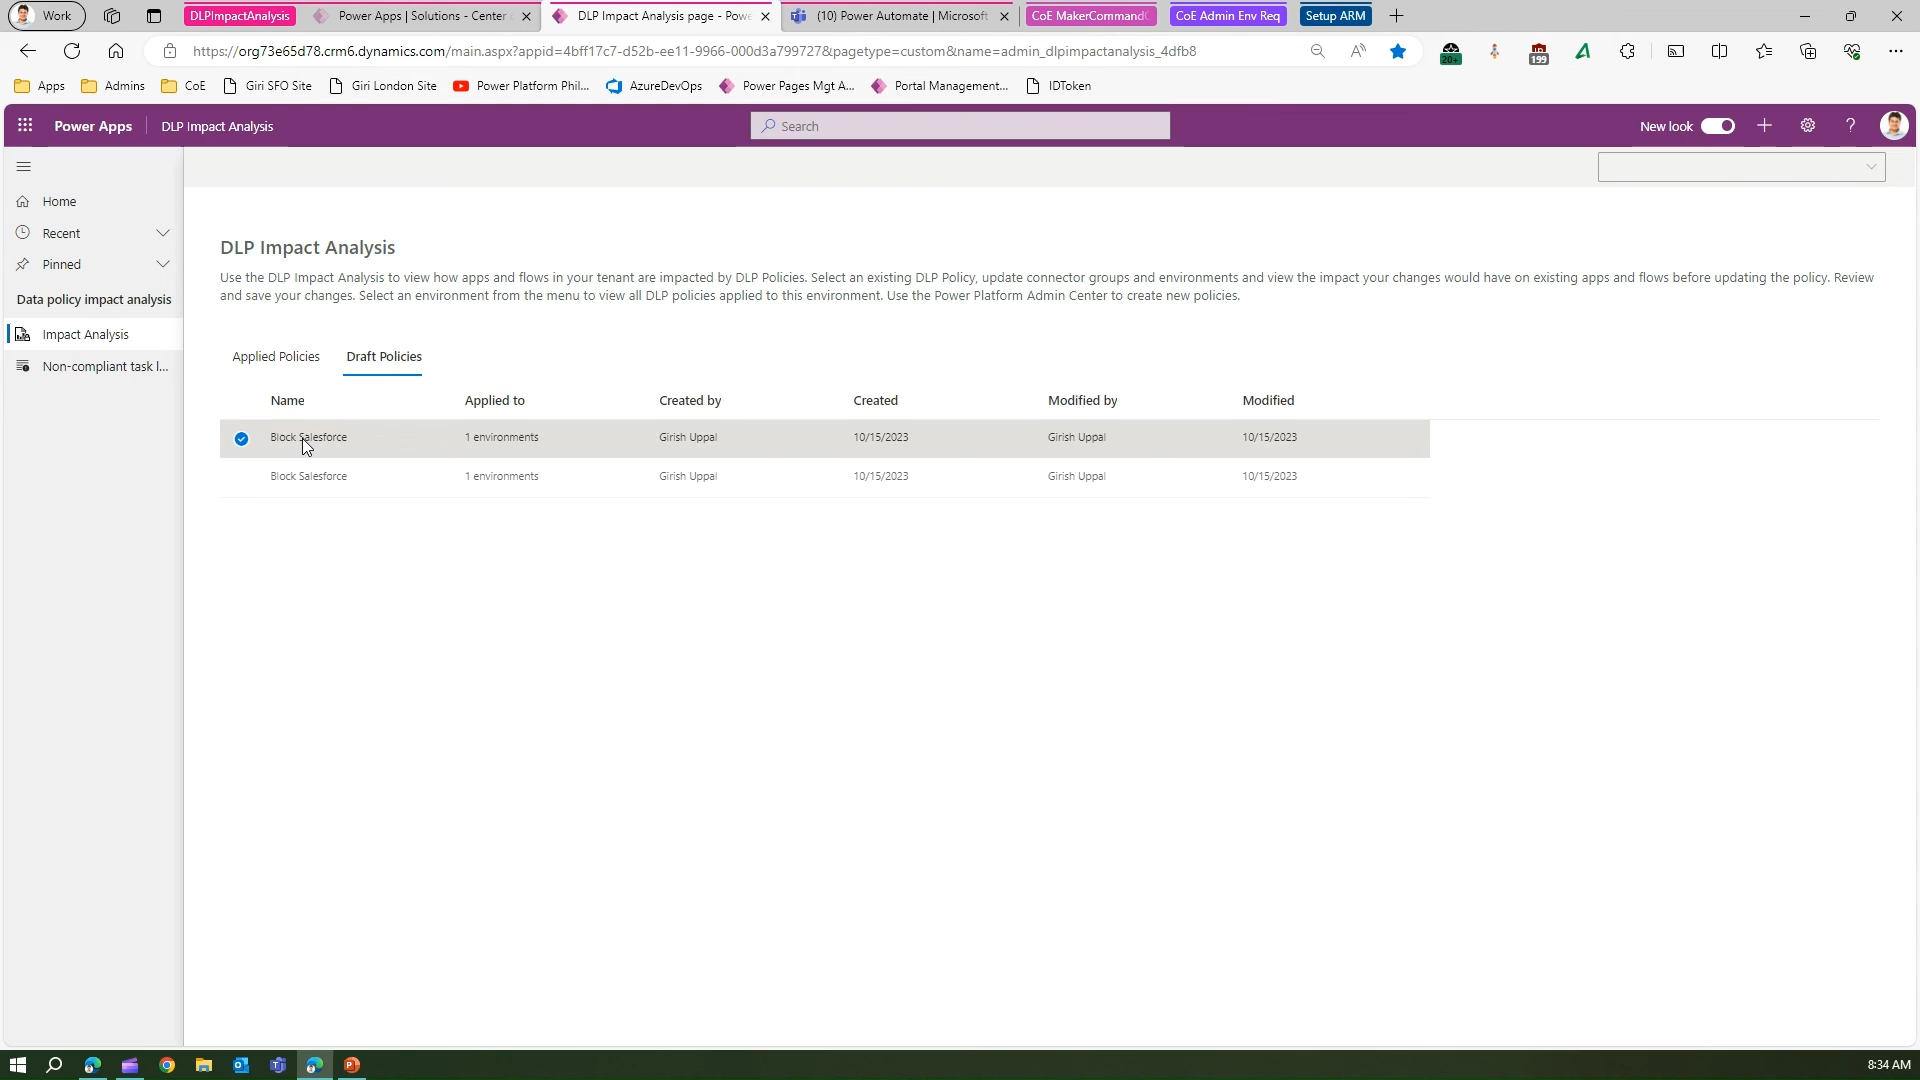 Work
DLPImpactAnalysis
Power Apps | Solutions - Center
DLP Impact Analysis page - Powe
(10) Power Automate | Microsoft
CoE MakerCommandC
CoE Admin Env Req
Setup ARM
https://org73e65d78.crm6.dynamics.com/main.aspx?appid=4bff17c7-d52b-ee11-9966-000d3a799727&pagetype=custom&name=admin_dlpimpactanalysis_4dfb8
20+
199
Apps
Admins
CoE
Giri SFO Site
Giri London Site
Power Platform Phil...
AzureDevOps
Power Pages Mgt A...
Portal Management...
IDToken
Power Apps
DLP Impact Analysis
Search
New look
Home
Recent
Pinned
Data policy impact analysis
Impact Analysis
Non-compliant task l...
DLP Impact Analysis
Use the DLP Impact Analysis to view how apps and flows in your tenant are impacted by DLP Policies. Select an existing DLP Policy, update connector groups and environments and view the impact your changes would have on existing apps and flows before updating the policy. Review
and save your changes. Select an environment from the menu to view all DLP policies applied to this environment. Use the Power Platform Admin Center to create new policies.
Applied Policies Draft Policies
Name Applied to Created by Created Modified by Modified
Block Salesforce 1 environments Girish Uppal 10/15/2023 Girish Uppal 10/15/2023
Block Salesforce 1 environments Girish Uppal 10/15/2023 Girish Uppal 10/15/2023
8:34 AM